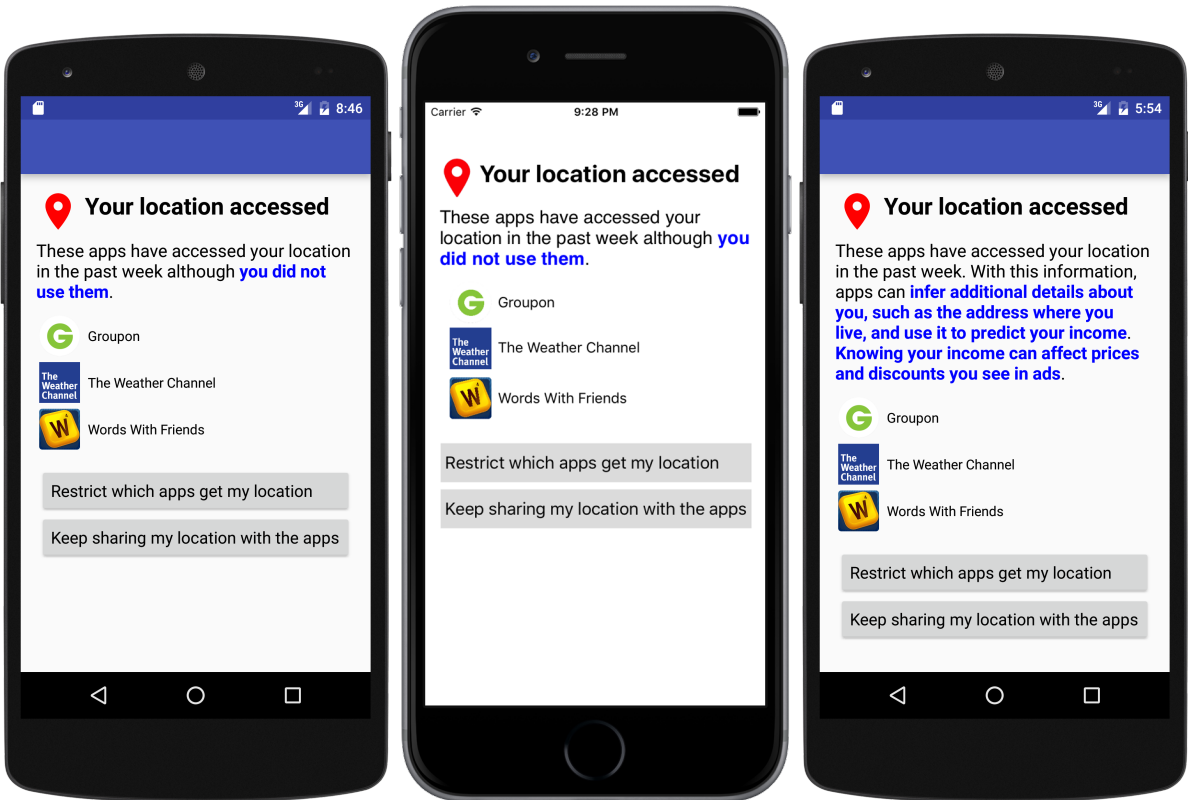 3G 8:46
Your location accessed
These apps have accessed your location
in the past week although you did not
use them.
G Groupon
The
Weather
Channel
The Weather Channel
W Words With Friends
Restrict which apps get my location
Keep sharing my location with the apps
Carrier 9:28 PM
Your location accessed
These apps have accessed your
location in the past week although you
did not use them.
G Groupon
The
Weather
Channel
The Weather Channel
W Words With Friends
Restrict which apps get my location
Keep sharing my location with the apps
3G 5:54
Your location accessed
These apps have accessed your location
in the past week. With this information,
apps can infer additional details about
you, such as the address where you
live, and use it to predict your income.
Knowing your income can affect prices
and discounts you see in ads.
G Groupon
The
Weather
Channel
The Weather Channel
W Words With Friends
Restrict which apps get my location
Keep sharing my location with the apps